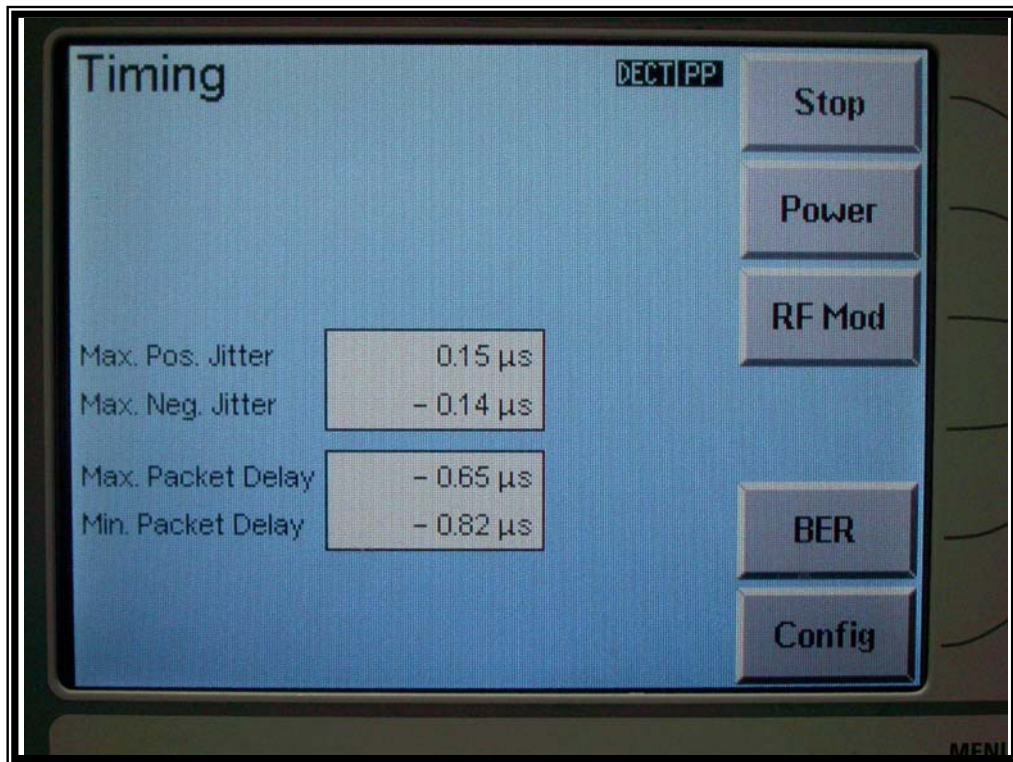 Timing
DECT PP
Stop
Power
RF Mod
Max. Pos. Jitter 0.15 µs
Max. Neg. Jitter - 0.14 µs
Max. Packet Delay - 0.65 µs
Min. Packet Delay - 0.82 µs
BER
Config
MENU